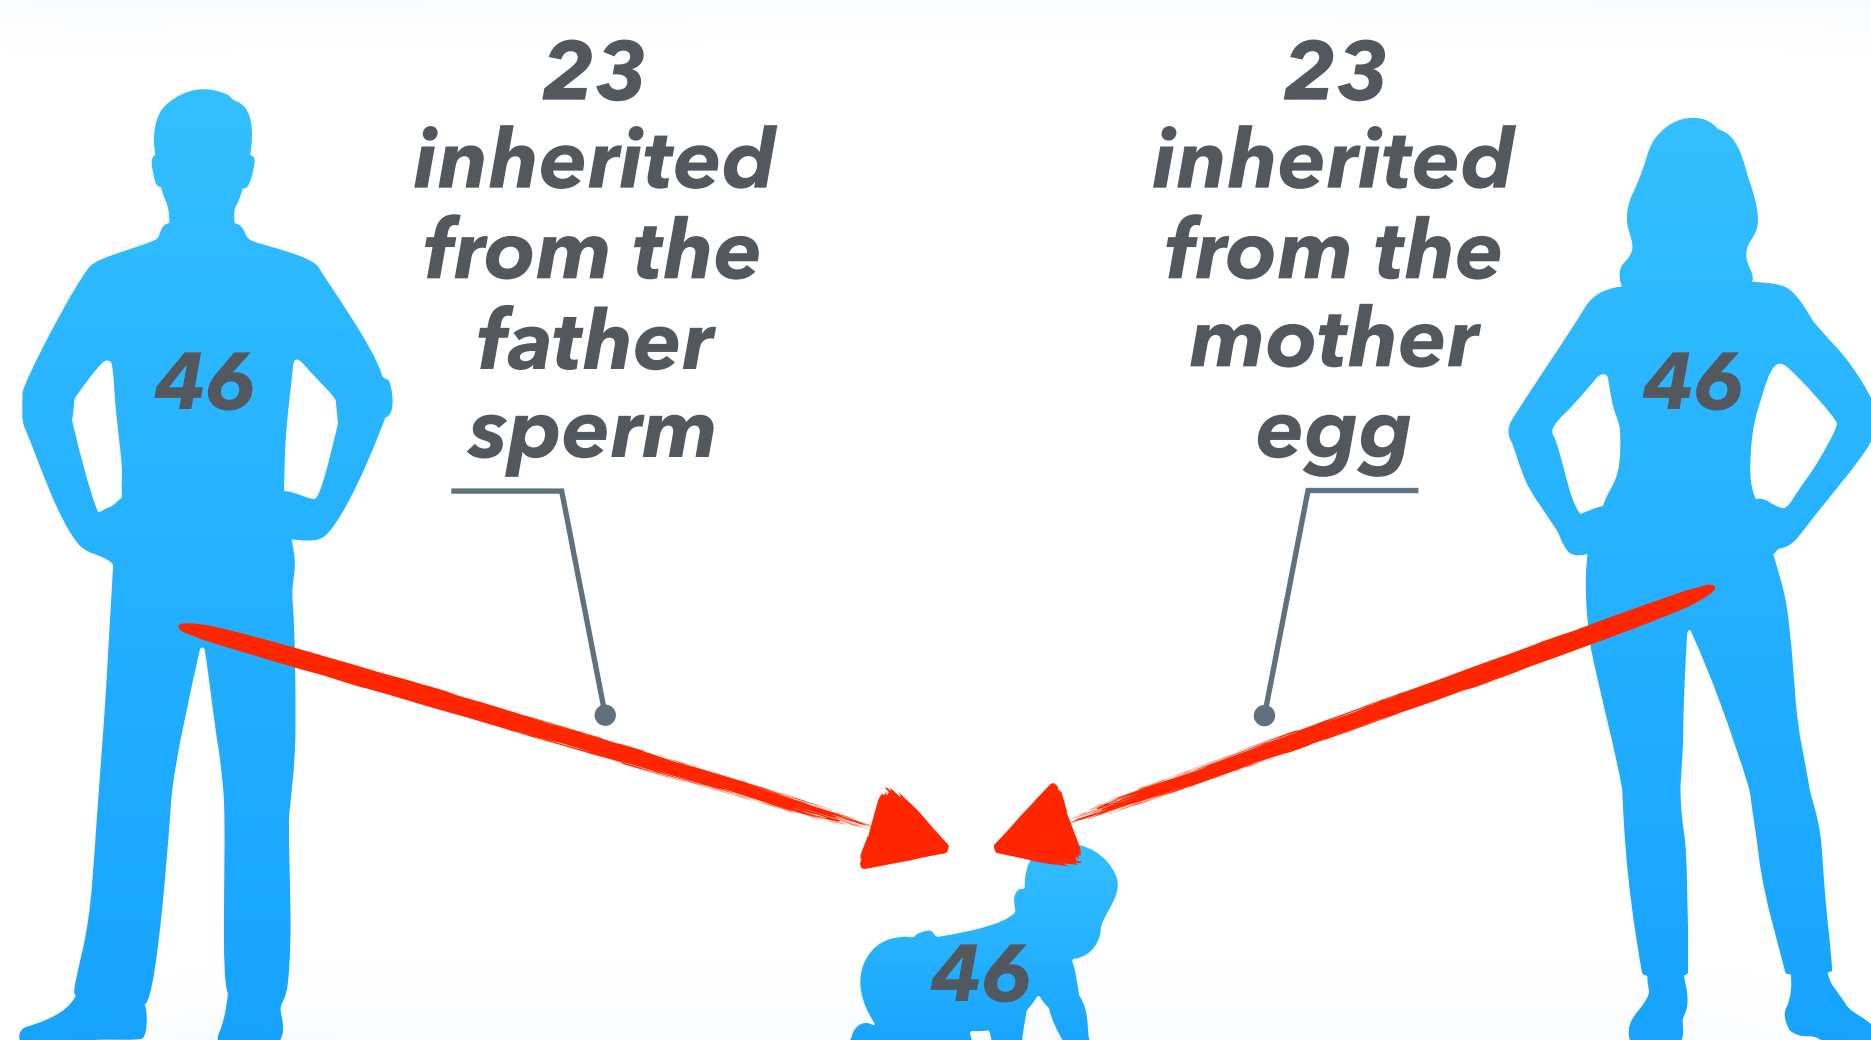 23
inherited
from the
father
sperm
23
inherited
from the
mother
egg
46
46
46